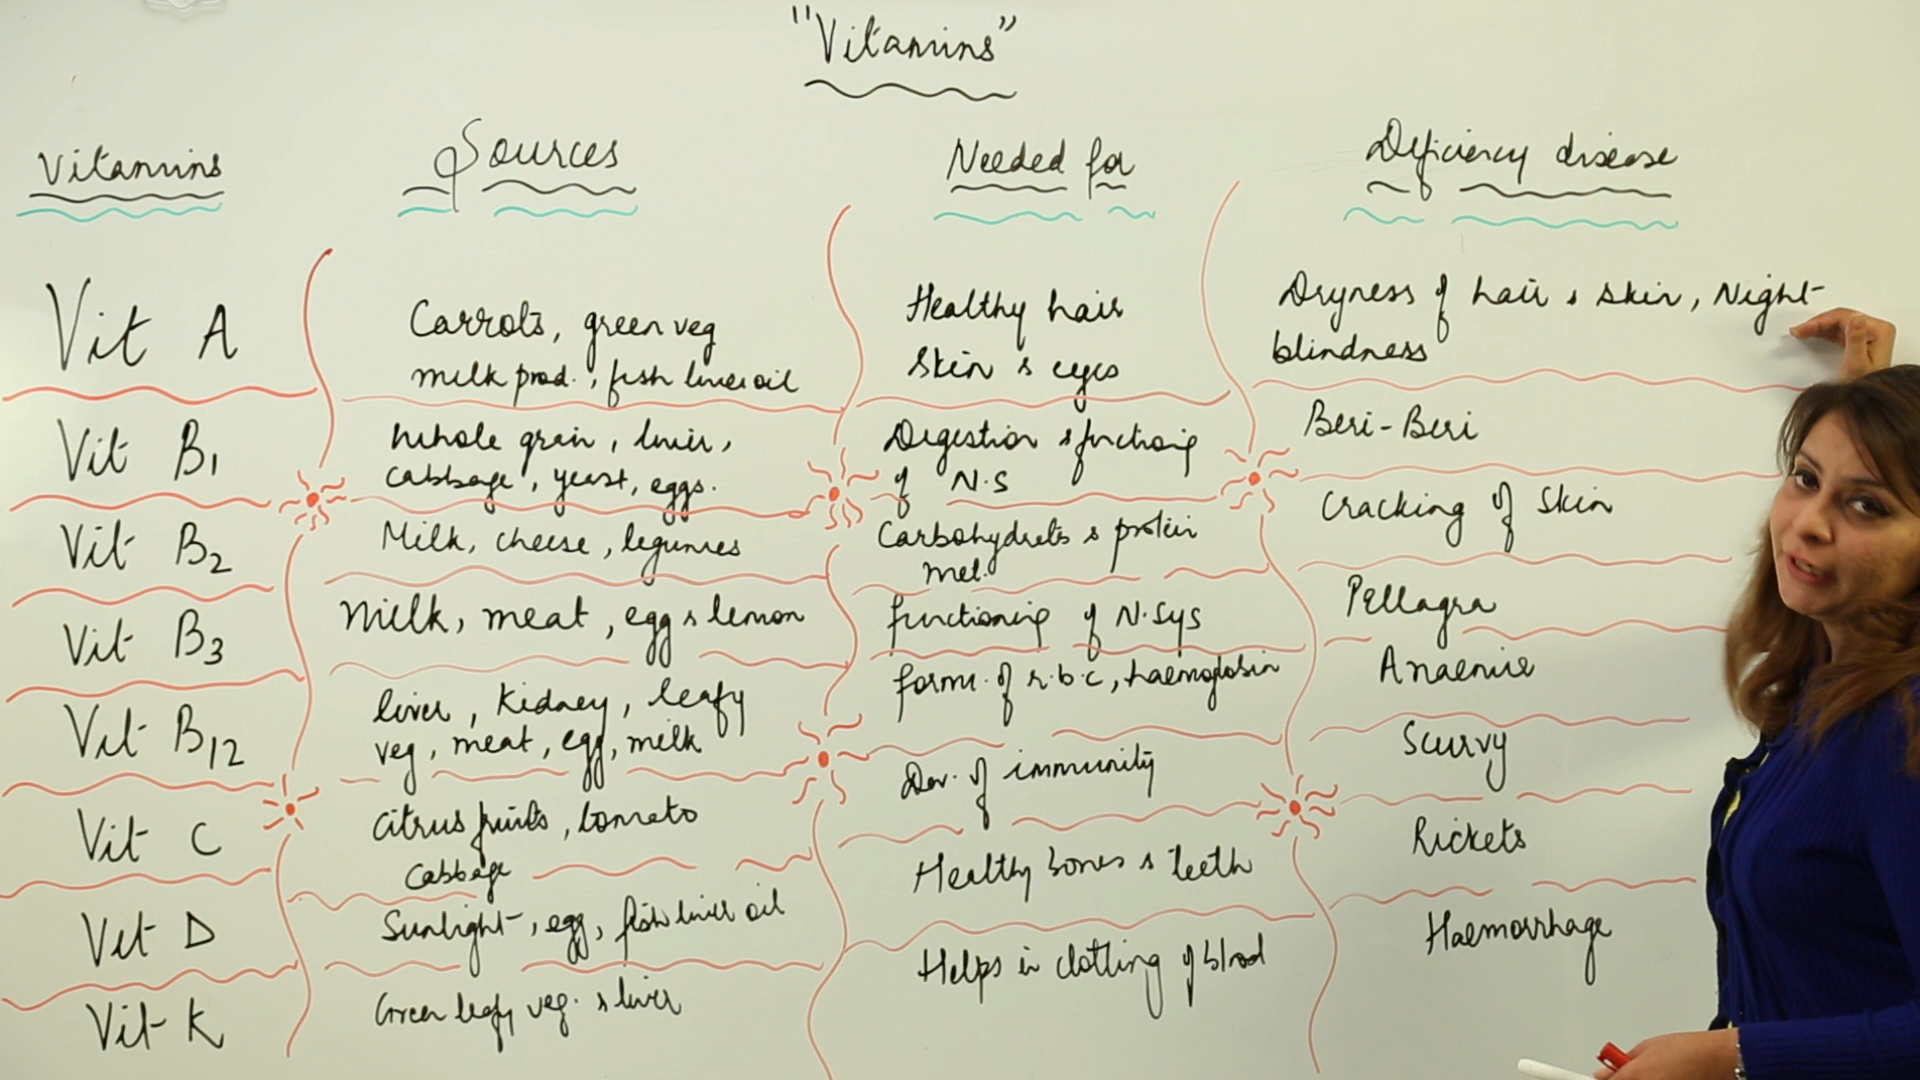 "Vitamins"
Vitamins Sources Needed for Deficiency disease
Vit A
Carrots, green veg
milk prod., fish liver oil
Healthy hair
Skin & eyes
Dryness of hair & skin, Night-
blindness
Vit B1
Whole grain, liver,
cabbage, yeast, eggs.
Digestion & functioning
of N.S
Beri-Beri
Vit B2
Milk, cheese, legumes
Carbohydrets & protein
met.
Cracking of Skin
Vit B3
Milk, meat, egg & lemon
functioning of N.Sys
Pellagra
Vit B12
liver, Kidney, leafy
veg, meat, egg, milk
form. of r.b.c, haemoglobin
Anaemia
Vit C
Citrus fruits, tomato
Cabbage
Dev. of immunity
Scurvy
Vit D
Sunlight, egg, fish liver oil
Healthy bones & teeth
Rickets
Vit K
Green leafy veg. & liver
Helps in clotting of blood
Haemorrhage